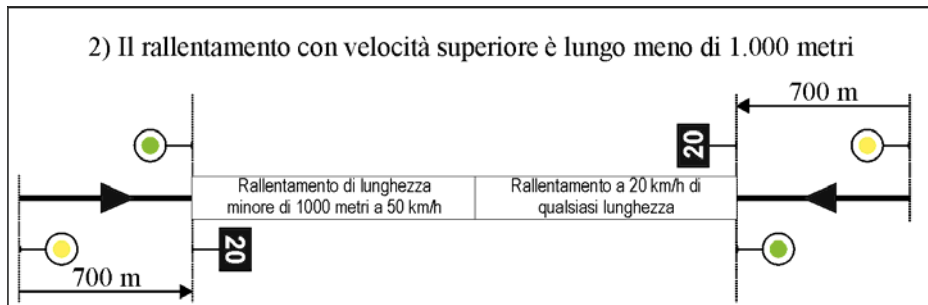 2) Il rallentamento con velocità superiore è lungo meno di 1.000 metri
700 m
20
Rallentamento di lunghezza
minore di 1000 metri a 50 km/h
Rallentamento a 20 km/h di
qualsiasi lunghezza
20
700 m